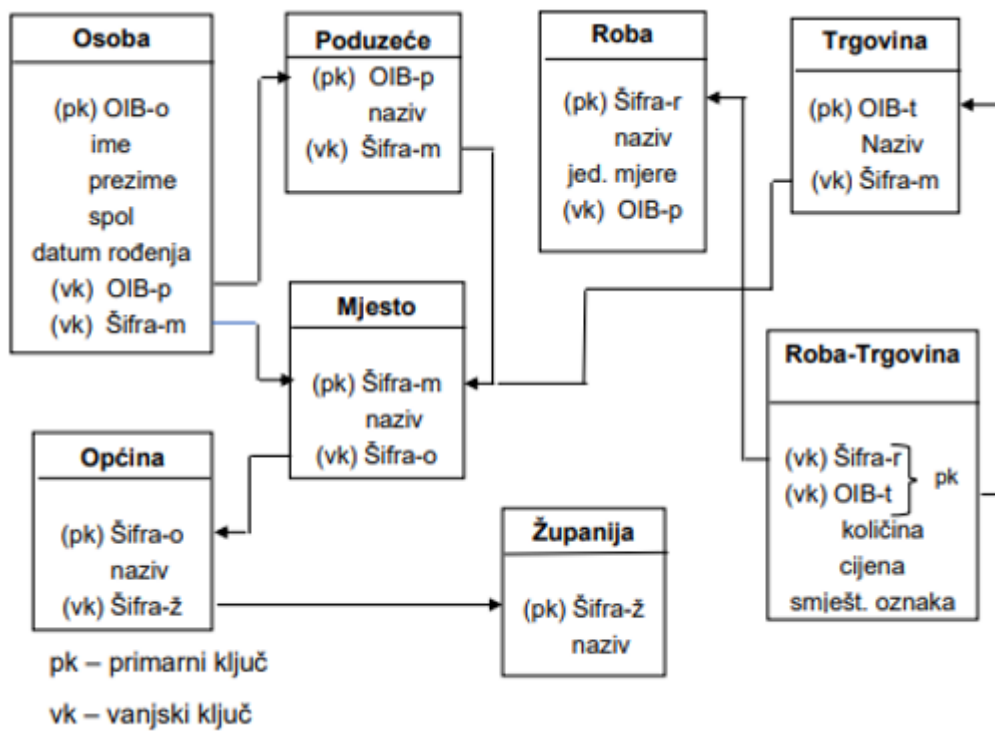 Osoba
(pk) OIB-o
ime
prezime
spol
datum rođenja
(vk) OIB-p
(vk) Šifra-m
Poduzeće
(pk) OIB-p
naziv
(vk) Šifra-m
Roba
(pk) Šifra-r
naziv
jed. mjere
(vk) OIB-p
Trgovina
(pk) OIB-t
Naziv
(vk) Šifra-m
Mjesto
(pk) Šifra-m
naziv
(vk) Šifra-o
Roba-Trgovina
(vk) Šifra-r
(vk) OIB-t
pk
količina
cijena
smješt. oznaka
Općina
(pk) Šifra-o
naziv
(vk) Šifra-ž
Županija
(pk) Šifra-ž
naziv
pk – primarni ključ
vk – vanjski ključ